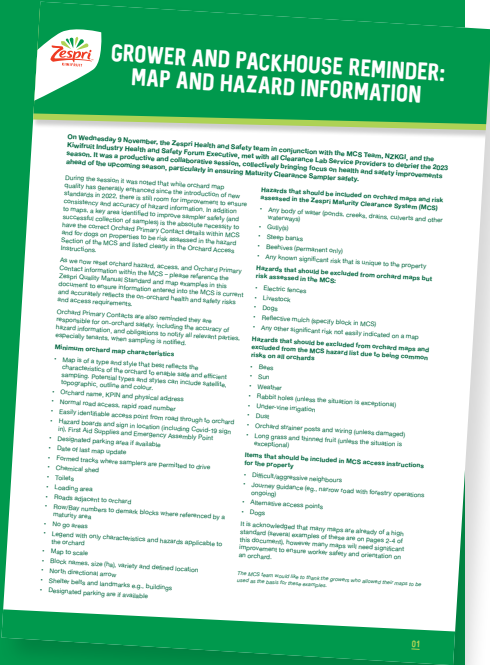 Zespri
KIWIFRUIT
GROWER AND PACKHOUSE REMINDER:
MAP AND HAZARD INFORMATION
On Wednesday 9 November, the Zespri Health and Safety team in conjunction with the MCS Team, NZKGI, and the
Kiwifruit Industry Health and Safety Forum Executive, met with all Clearance Lab Service Providers to debrief the 2023
season. It was a productive and collaborative session, collectively bringing focus on health and safety improvements
ahead of the upcoming season, particularly in ensuring Maturity Clearance Sampler safety.
During the session it was noted that while orchard map
quality has generally enhanced since the introduction of new
standards in 2022, there is still room for improvement to ensure
consistency and accuracy of hazard information. In addition
to maps, a key area identified to improve sampler safety (and
successful collection of samples) is the absolute necessity to
have the correct Orchard Primary Contact details within MCS
and for dogs on properties to be risk assessed in the hazard
Section of the MCS and listed clearly in the Orchard Access
Instructions.
As we now reset orchard hazard, access, and Orchard Primary
Contact information within the MCS – please reference the
Zespri Quality Manual Standard and map examples in this
document to ensure information entered into the MCS is current
and accurately reflects the on-orchard health and safety risks
and access requirements.
Orchard Primary Contacts are also reminded they are
responsible for on-orchard safety, including the accuracy of
hazard information, and obligations to notify all relevant parties,
especially tenants, when sampling is notified.
Minimum orchard map characteristics
• Map is of a type and style that best reflects the
characteristics of the orchard to enable safe and efficient
sampling. Potential types and styles can include satellite,
topographic, outline and colour.
• Orchard name, KPIN and physical address
• Normal road access, rapid road number
• Easily identifiable access point from road through to orchard
• Hazard boards and sign in location (including Covid-19 sign
in), First Aid Supplies and Emergency Assembly Point
• Designated parking area if available
• Date of last map update
• Formed tracks where samplers are permitted to drive
• Chemical shed
• Toilets
• Loading area
• Roads adjacent to orchard
• Row/Bay numbers to demark blocks where referenced by a
maturity area
• No go areas
• Legend with only characteristics and hazards applicable to
the orchard
• Map to scale
• Block names, size (ha), variety and defined location
• North directional arrow
• Shelter belts and landmarks e.g., buildings
• Designated parking are if available
Hazards that should be included on orchard maps and risk
assessed in the Zespri Maturity Clearance System (MCS)
• Any body of water (ponds, creeks, drains, culverts and other
waterways)
• Gully(s)
• Steep banks
• Beehives (permanent only)
• Any known significant risk that is unique to the property
Hazards that should be excluded from orchard maps but
risk assessed in the MCS:
• Electric fences
• Livestock
• Dogs
• Reflective mulch (specify block in MCS)
• Any other significant risk not easily indicated on a map
Hazards that should be excluded from orchard maps and
excluded from the MCS hazard list due to being common
risks on all orchards
• Bees
• Sun
• Weather
• Rabbit holes (unless the situation is exceptional)
• Under-vine irrigation
• Dust
• Orchard strainer posts and wiring (unless damaged)
• Long grass and thinned fruit (unless the situation is
exceptional)
Items that should be included in MCS access instructions
for the property
• Difficult/aggressive neighbours
• Journey guidance (eg., narrow road with forestry operations
ongoing)
• Alternative access points
• Dogs
It is acknowledged that many maps are already of a high
standard (several examples of these are on pages 2-4 of
this document), however many maps will need significant
improvement to ensure worker safety and orientation on
an orchard.
The MCS team would like to thank the growers who allowed their maps to be
used as the basis for these examples.
01